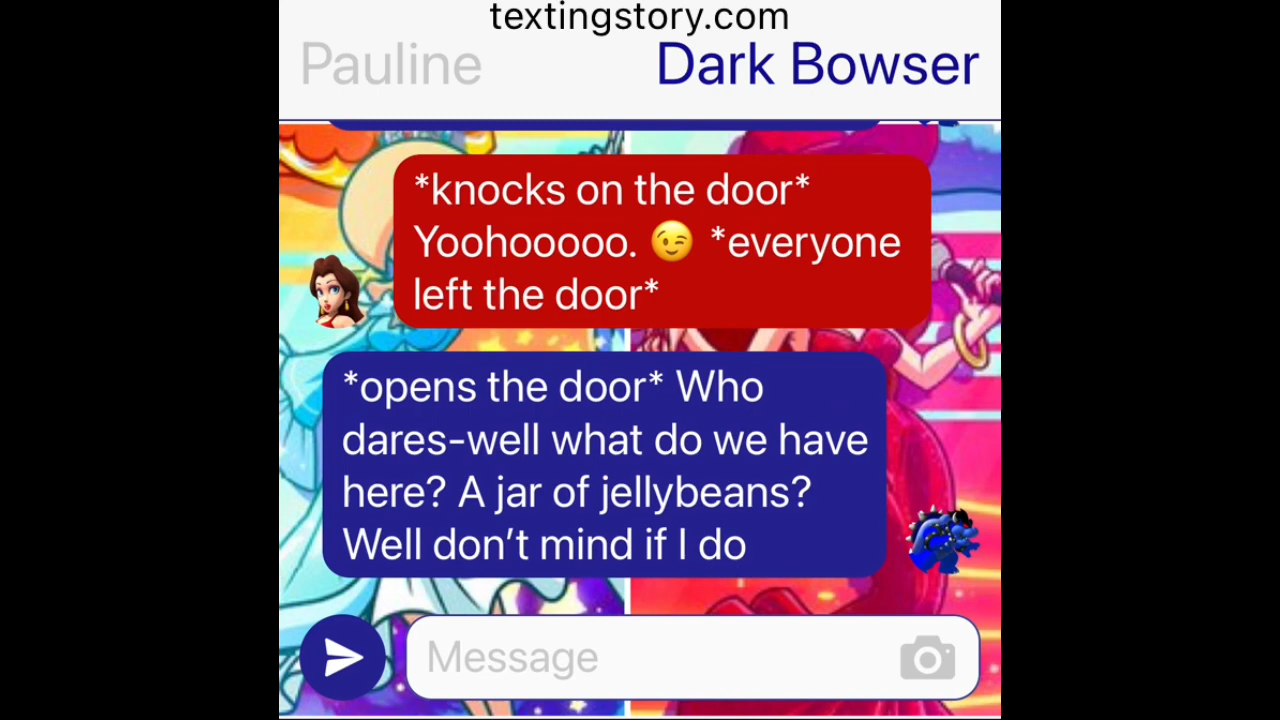 textingstory.com
Pauline Dark Bowser
*knocks on the door*
Yoohooooo. 😉 *everyone
left the door*
*opens the door* Who
dares-well what do we have
here? A jar of jellybeans?
Well don’t mind if I do
Message